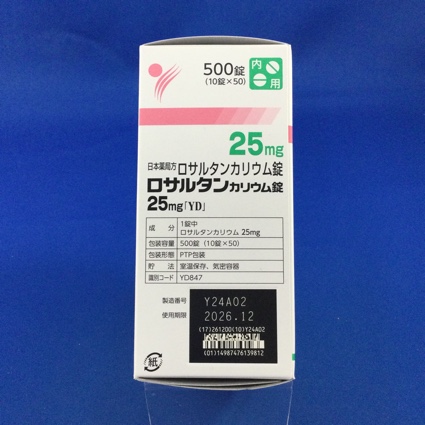 500錠
(10錠×50)
内
用
25mg
日本薬局方 ロサルタンカリウム錠
ロサルタンカリウム錠
25mg「YD」
成分 1錠中
ロサルタンカリウム 25mg
包装容量 500錠 (10錠×50)
包装形態 PTP包装
貯法 室温保存、気密容器
識別コード YD847
製造番号 Y24A02
使用期限 2026.12
(17)261200(10)Y24A02
(01)14987476139812
紙